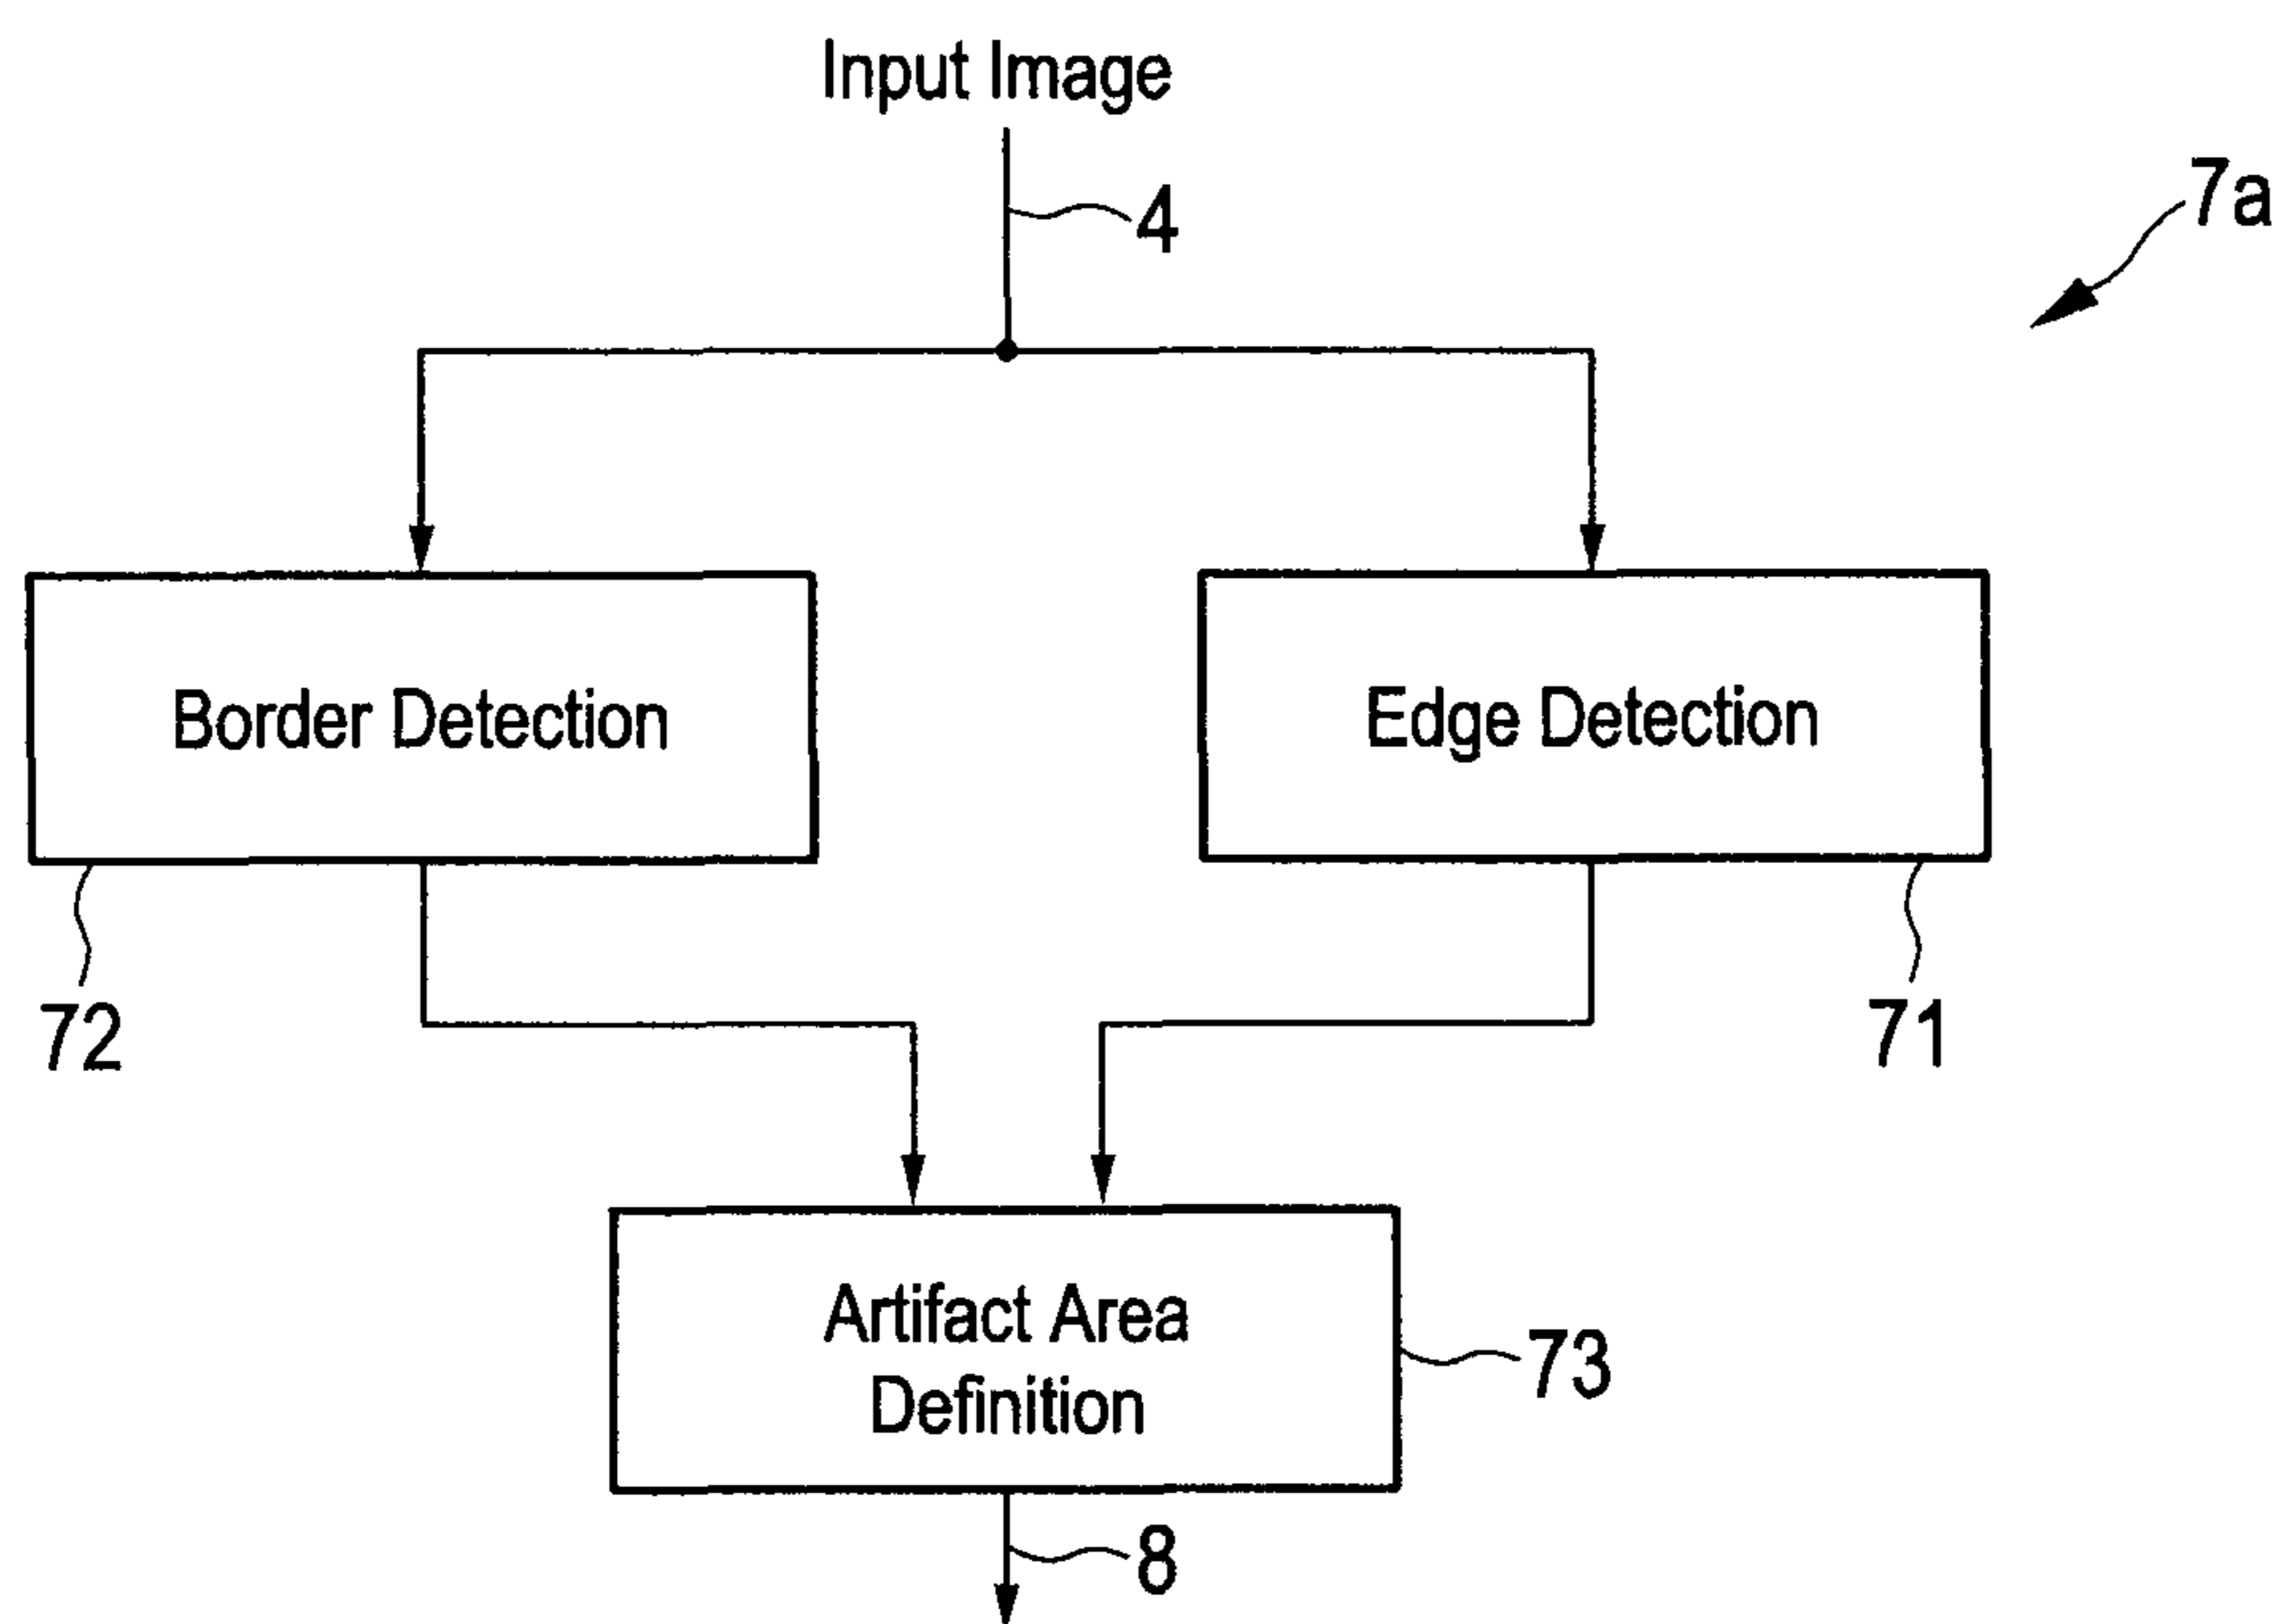 Input Image
4
7a
Border Detection
Edge Detection
72
71
Artifact Area
Definition
73
8